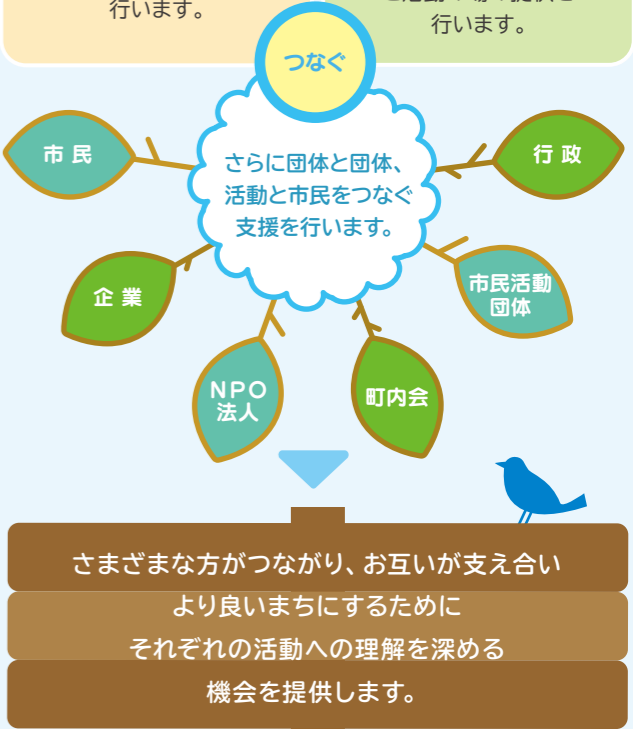 行います。
行います。
つなぐ
さらに団体と団体、
活動と市民をつなぐ
支援を行います。
市民
行政
企業
市民活動
団体
NPO
法人
町内会
さまざまな方がつながり、お互いが支え合い
より良いまちにするために
それぞれの活動への理解を深める
機会を提供します。